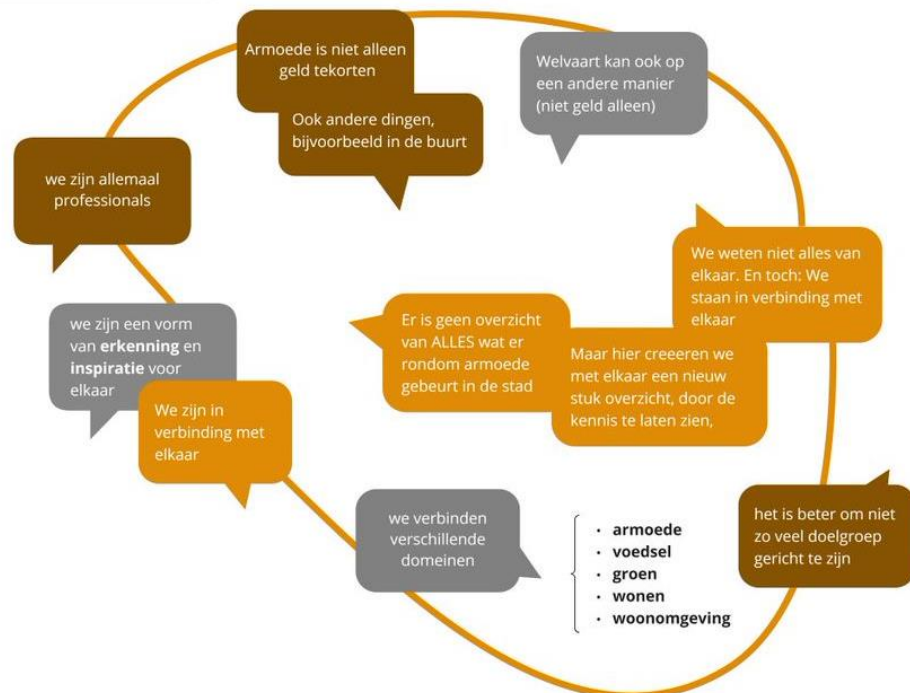 Armoede is niet alleen
geld tekorten
Ook andere dingen,
bijvoorbeeld in de buurt
Welvaart kan ook op
een andere manier
(niet geld alleen)
we zijn allemaal
professionals
We weten niet alles van
elkaar. En toch: We
staan in verbinding met
elkaar
Er is geen overzicht
van ALLES wat er
rondom armoede
gebeurt in de stad
Maar hier creeeren we
met elkaar een nieuw
stuk overzicht, door de
kennis te laten zien,
we zijn een vorm
van erkenning en
inspiratie voor
elkaar
We zijn in
verbinding met
elkaar
we verbinden
verschillende
domeinen
· armoede
· voedsel
· groen
· wonen
· woonomgeving
het is beter om niet
zo veel doelgroep
gericht te zijn